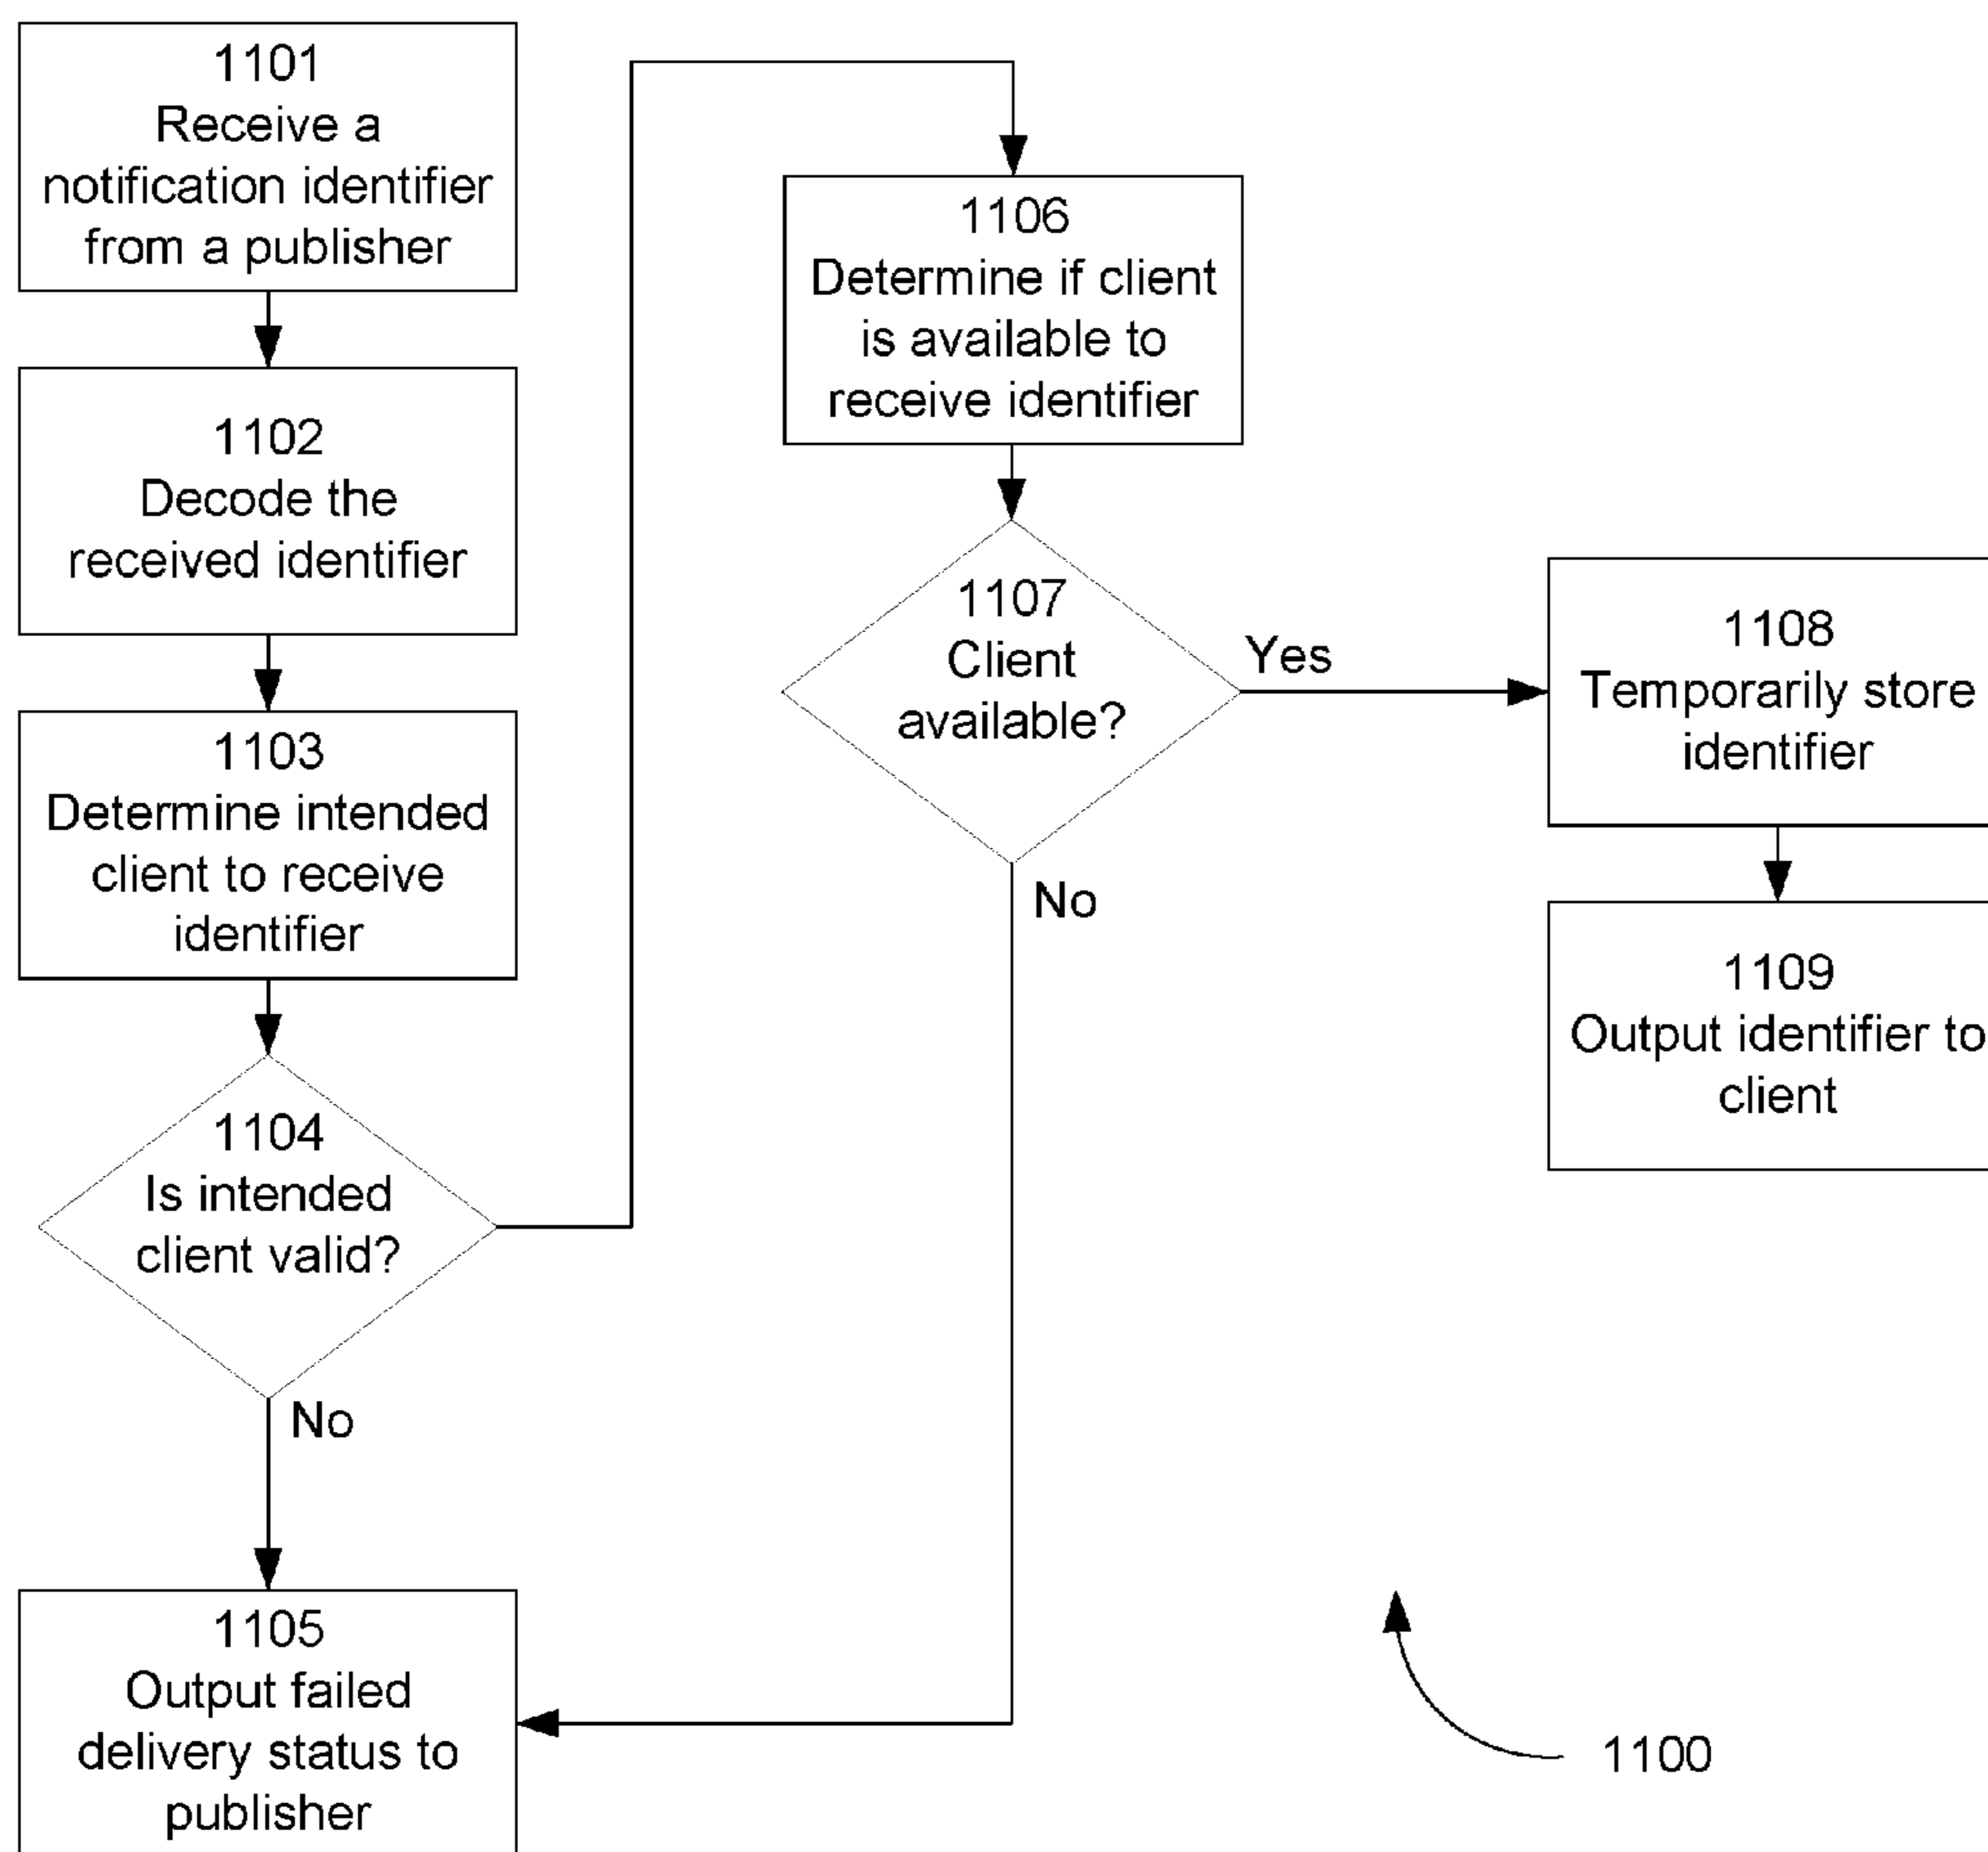 1101
Receive a
notification identifier
from a publisher
1102
Decode the
received identifier
1103
Determine intended
client to receive
identifier
1104
Is intended
client valid?
No
1105
Output failed
delivery status to
publisher
1106
Determine if client
is available to
receive identifier
1107
Client
available?
Yes
No
1108
Temporarily store
identifier
1109
Output identifier to
client
1100